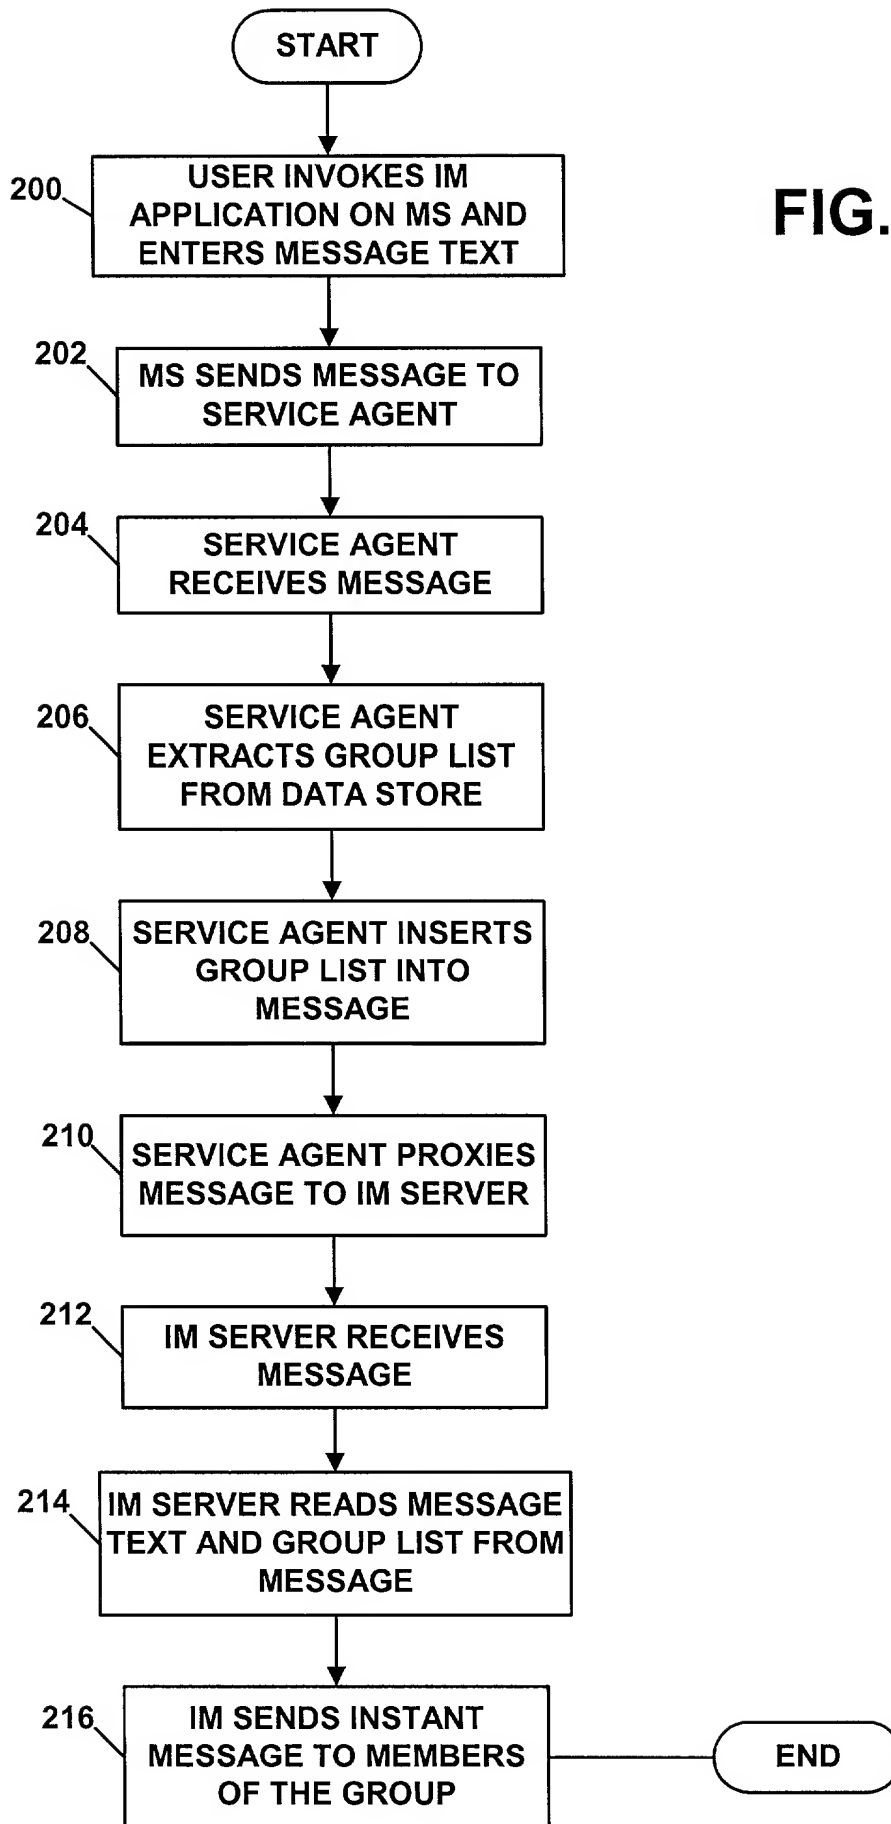 START
200
USER INVOKES IM
APPLICATION ON MS AND
ENTERS MESSAGE TEXT
FIG.
202
MS SENDS MESSAGE TO
SERVICE AGENT
204
SERVICE AGENT
RECEIVES MESSAGE
206
SERVICE AGENT
EXTRACTS GROUP LIST
FROM DATA STORE
208
SERVICE AGENT INSERTS
GROUP LIST INTO
MESSAGE
210
SERVICE AGENT PROXIES
MESSAGE TO IM SERVER
212
IM SERVER RECEIVES
MESSAGE
214
IM SERVER READS MESSAGE
TEXT AND GROUP LIST FROM
MESSAGE
216
IM SENDS INSTANT
MESSAGE TO MEMBERS
OF THE GROUP
END